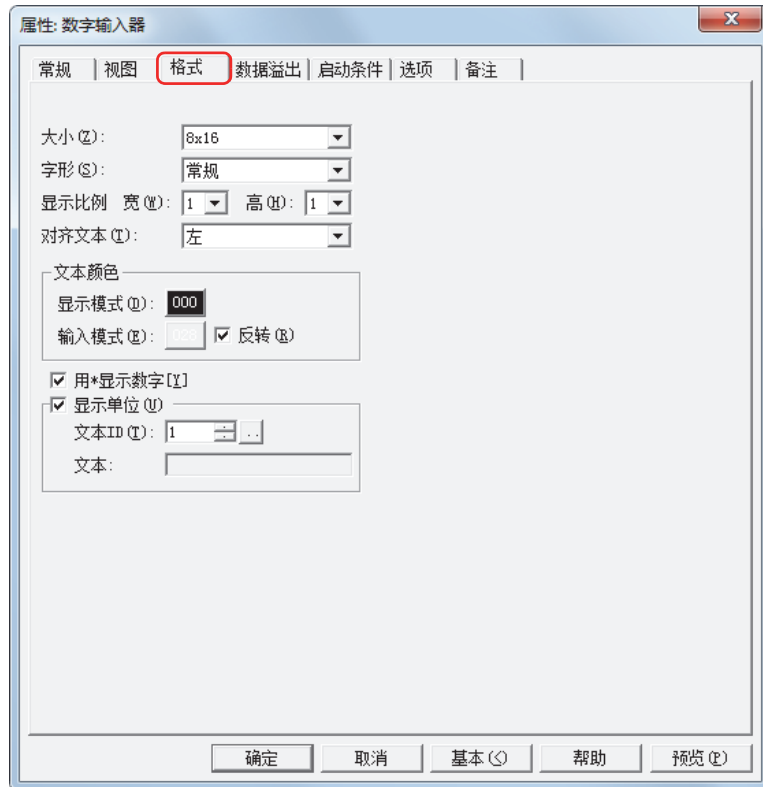 属性: 数字输入器
常规 视图 格式 数据溢出 启动条件 选项 备注
大小(Z): 8x16
字形(S): 常规
显示比例 宽(W): 1 高(H): 1
对齐文本(T): 左
文本颜色
显示模式(D): 000
输入模式(E): 028 反转(R)
用*显示数字[Y]
显示单位(U)
文本ID(T): 1 ..
文本:
确定 取消 基本(<) 帮助 预览(P)